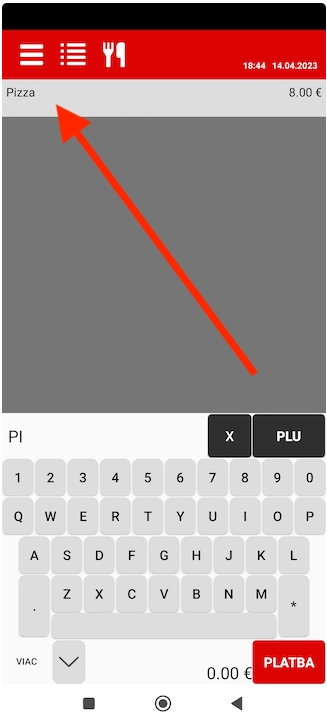 18:44 14.04.2023
Pizza 8.00 €
PI X PLU
1 2 3 4 5 6 7 8 9 0
Q W E R T Y U I O P
A S D F G H J K L
. Z X C V B N M *
VIAC 0.00 € PLATBA